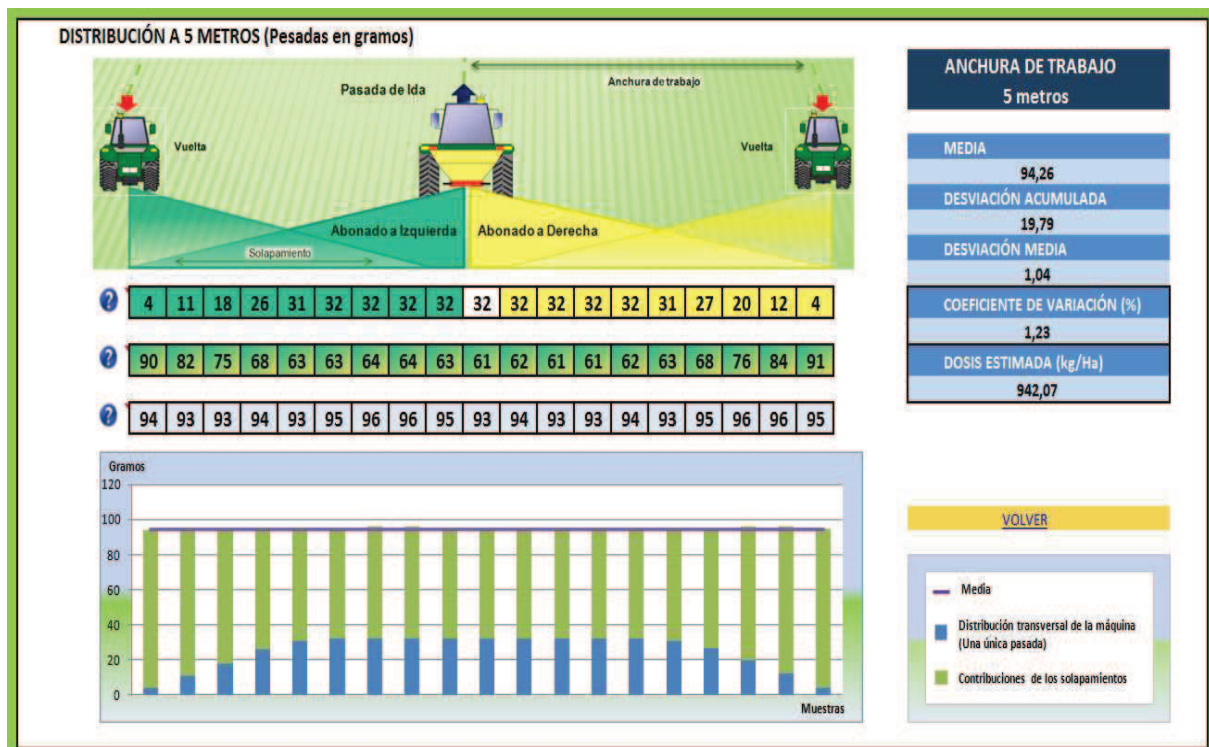 DISTRIBUCIÓN A 5 METROS (Pesadas en gramos)
Pasada de Ida
Anchura de trabajo
Vuelta
Vuelta
Abonado a Izquierda
Abonado a Derecha
Solapamiento
? 4 11 18 26 31 32 32 32 32 32 32 32 32 32 31 27 20 12 4
? 90 82 75 68 63 63 64 64 63 61 62 61 61 62 63 68 76 84 91
? 94 93 93 94 93 95 96 96 95 93 94 93 93 94 93 95 96 96 95
Gramos
120
100
80
60
40
20
0
Muestras
ANCHURA DE TRABAJO
5 metros
MEDIA
94,26
DESVIACIÓN ACUMULADA
19,79
DESVIACIÓN MEDIA
1,04
COEFICIENTE DE VARIACIÓN (%)
1,23
DOSIS ESTIMADA (kg/Ha)
942,07
VOLVER
Media
Distribución transversal de la máquina
(Una única pasada)
Contribuciones de los solapamientos